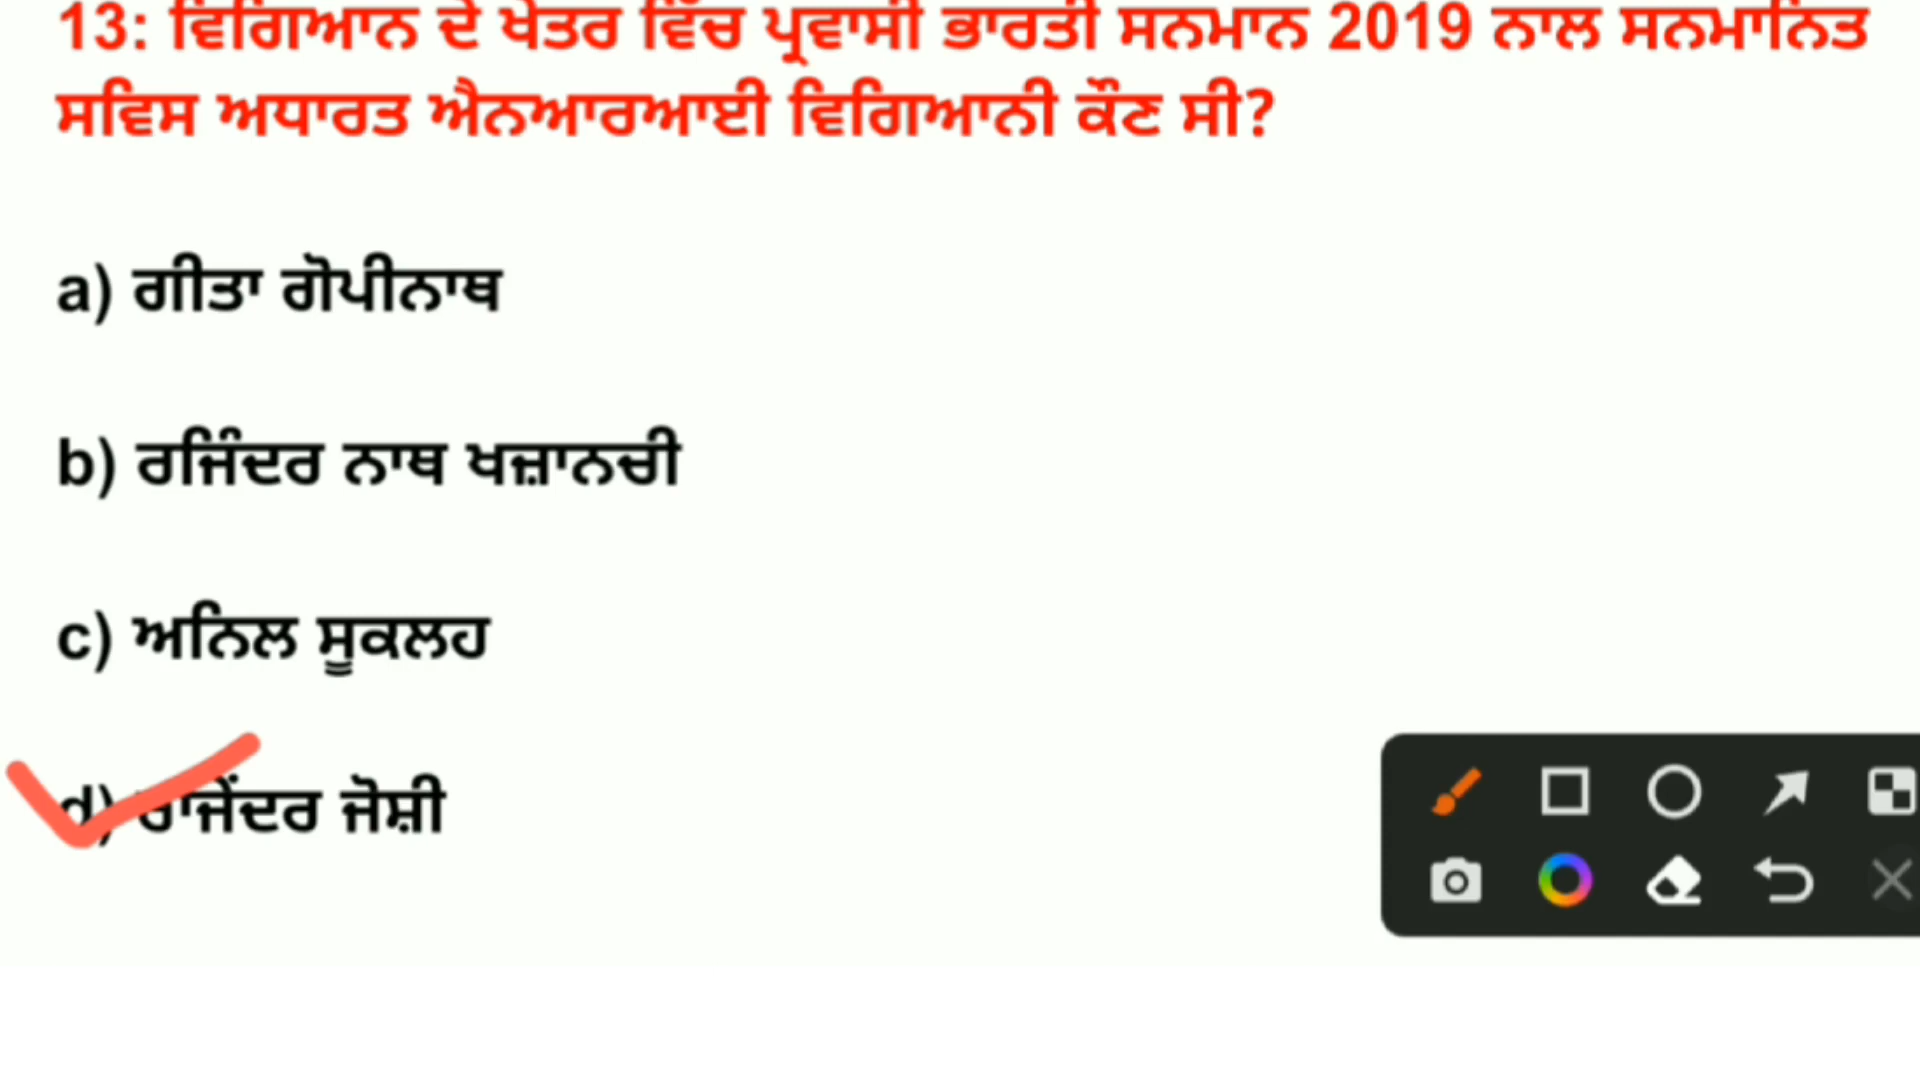 13: ਵਿਗਿਆਨ ਦੇ ਖੇਤਰ ਵਿੱਚ ਪ੍ਰਵਾਸੀ ਭਾਰਤੀ ਸਨਮਾਨ 2019 ਨਾਲ ਸਨਮਾਨਿਤ
ਸਵਿਸ ਅਧਾਰਤ ਐਨਆਰਆਈ ਵਿਗਿਆਨੀ ਕੌਣ ਸੀ?
a) ਗੀਤਾ ਗੋਪੀਨਾਥ
b) ਰਜਿੰਦਰ ਨਾਥ ਖਜ਼ਾਨਚੀ
c) ਅਨਿਲ ਸੂਕਲਹ
d) ਰਾਜੇਂਦਰ ਜੋਸ਼ੀ